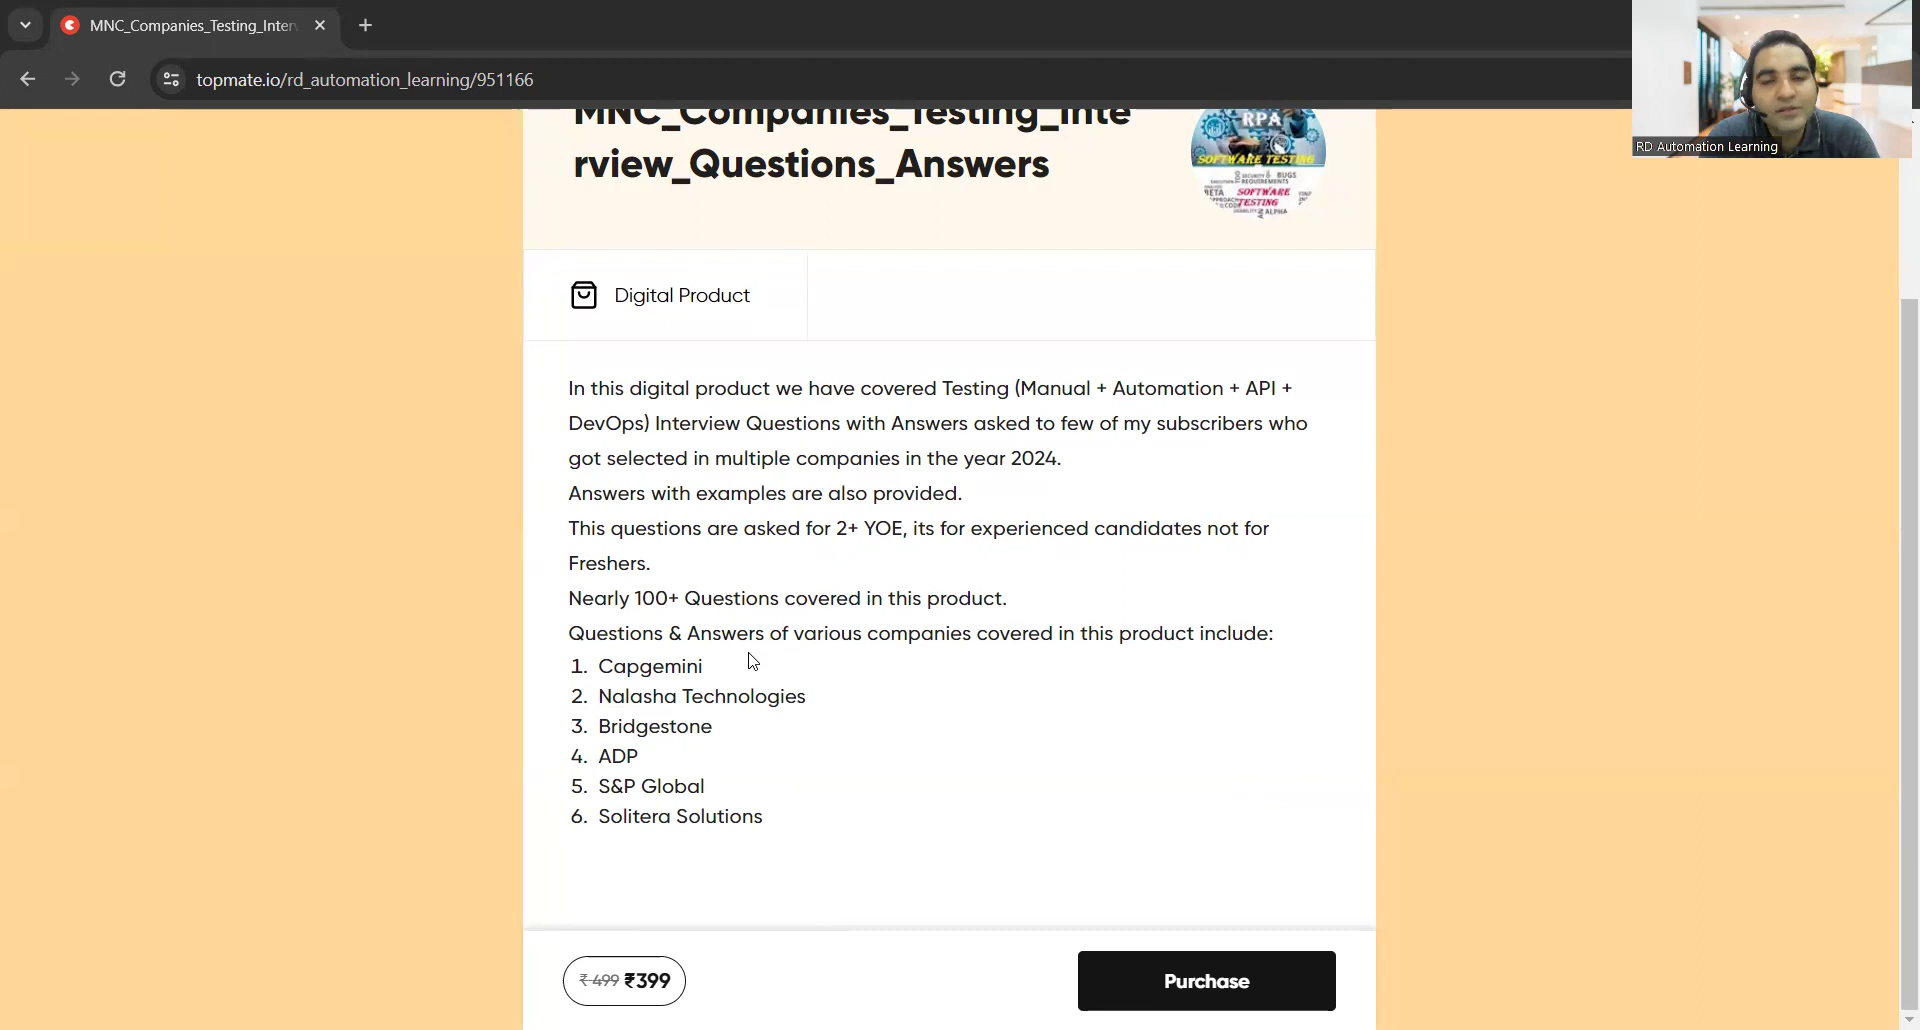 MNC_Companies_Testing_Inter
topmate.io/rd_automation_learning/951166
RD Automation Learning
MNC_Companies_Testing_Inte
rview_Questions_Answers
RPA
SOFTWARE TESTING
BUGS
REQUIREMENTS
BETA
SOFTWARE
TESTING
ALPHA
Digital Product
In this digital product we have covered Testing (Manual + Automation + API +
DevOps) Interview Questions with Answers asked to few of my subscribers who
got selected in multiple companies in the year 2024.
Answers with examples are also provided.
This questions are asked for 2+ YOE, its for experienced candidates not for
Freshers.
Nearly 100+ Questions covered in this product.
Questions & Answers of various companies covered in this product include:
1. Capgemini
2. Nalasha Technologies
3. Bridgestone
4. ADP
5. S&P Global
6. Solitera Solutions
₹499 ₹399
Purchase